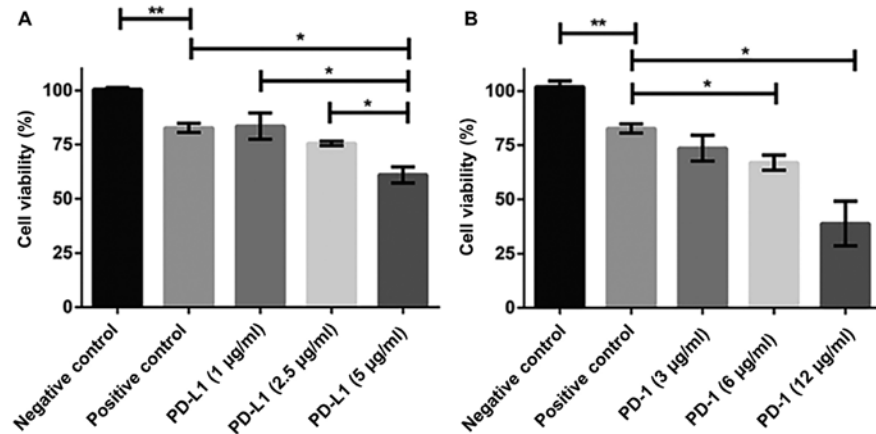 A
**
*
*
*
Cell viability (%)
100
75
50
25
0
Negative control
Positive control
PD-L1 (1 µg/ml)
PD-L1 (2.5 µg/ml)
PD-L1 (5 µg/ml)
B
**
*
*
Cell viability (%)
100
75
50
25
0
Negative control
Positive control
PD-1 (3 µg/ml)
PD-1 (6 µg/ml)
PD-1 (12 µg/ml)